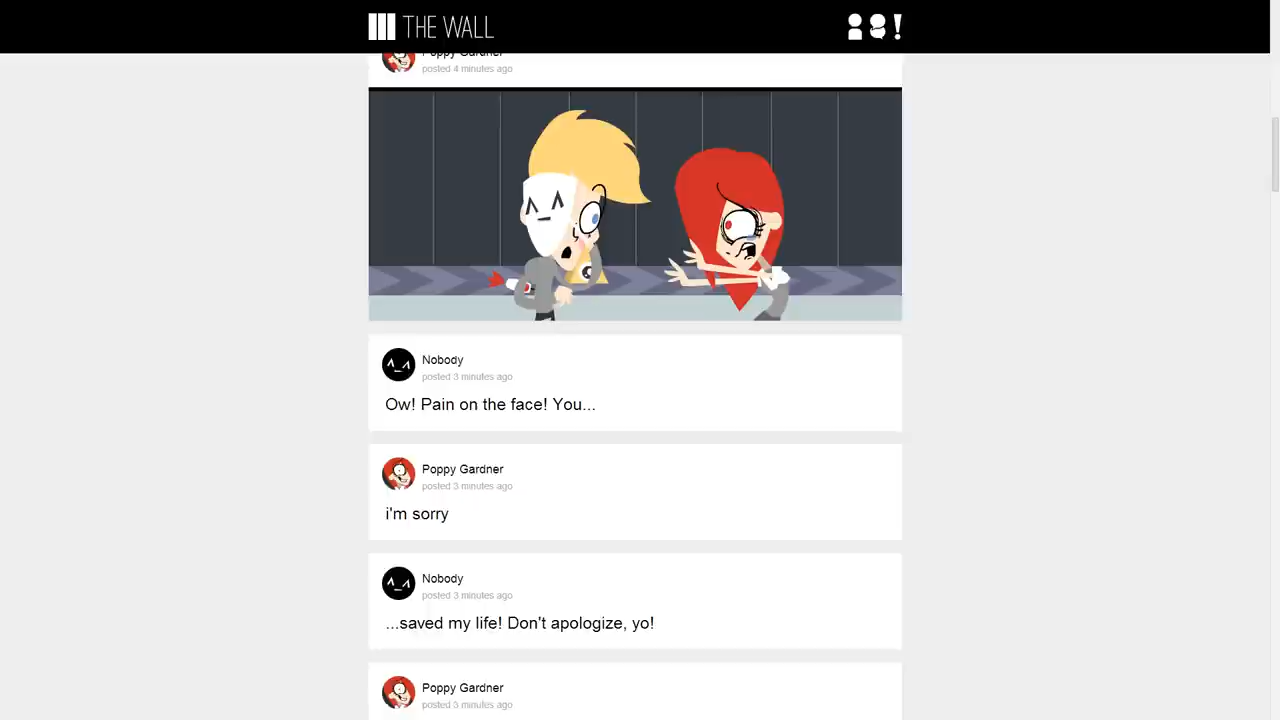 THE WALL
Poppy Gardner
posted 4 minutes ago
Nobody
posted 3 minutes ago
Ow! Pain on the face! You...
Poppy Gardner
posted 3 minutes ago
i'm sorry
Nobody
posted 3 minutes ago
...saved my life! Don't apologize, yo!
Poppy Gardner
posted 3 minutes ago